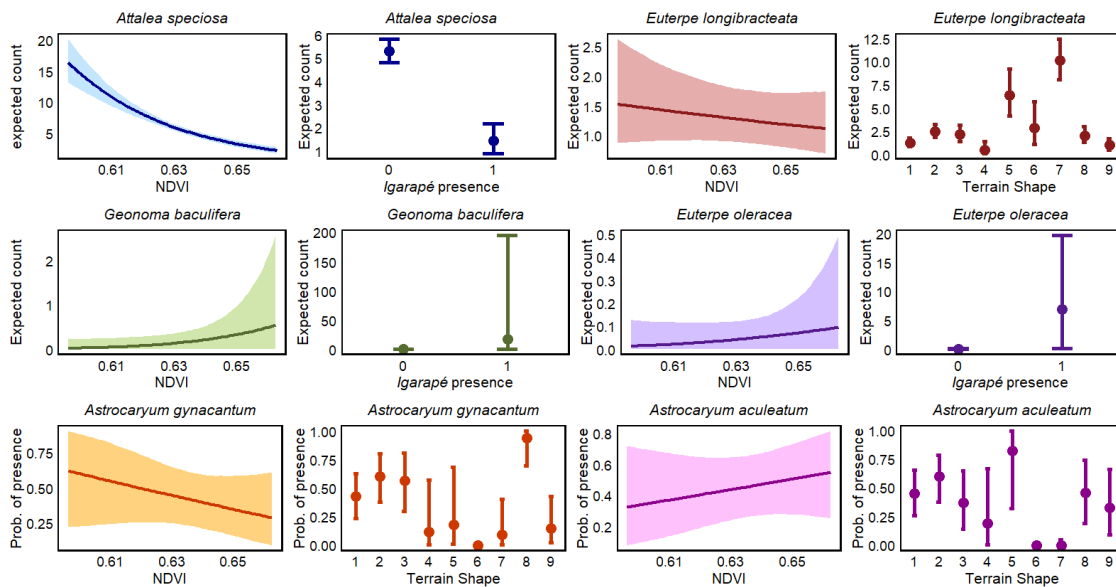 Attalea speciosa
expected count
20
15
10
5
0.61
0.63
0.65
NDVI
Attalea speciosa
Expected count
6
5
4
3
2
1
0
1
Igarapé presence
Euterpe longibracteata
Expected count
2.5
2.0
1.5
1.0
0.61
0.63
0.65
NDVI
Euterpe longibracteata
Expected count
12.5
10.0
7.5
5.0
2.5
0.0
1 2 3 4 5 6 7 8 9
Terrain Shape
Geonoma baculifera
Expected count
2
1
0
0.61
0.63
0.65
NDVI
Geonoma baculifera
Expected count
200
150
100
50
0
0
1
Igarapé presence
Euterpe oleracea
Expected count
0.5
0.4
0.3
0.2
0.1
0.0
0.61
0.63
0.65
NDVI
Euterpe oleracea
Expected count
20
15
10
5
0
0
1
Igarapé presence
Astrocaryum gynacantum
Prob. of presence
0.75
0.50
0.25
0.61
0.63
0.65
NDVI
Astrocaryum gynacantum
Prob. of presence
1.00
0.75
0.50
0.25
0.00
1 2 3 4 5 6 7 8 9
Terrain Shape
Astrocaryum aculeatum
Prob. of presence
0.8
0.6
0.4
0.2
0.61
0.63
0.65
NDVI
Astrocaryum aculeatum
Prob. of presence
1.00
0.75
0.50
0.25
0.00
1 2 3 4 5 6 7 8 9
Terrain Shape